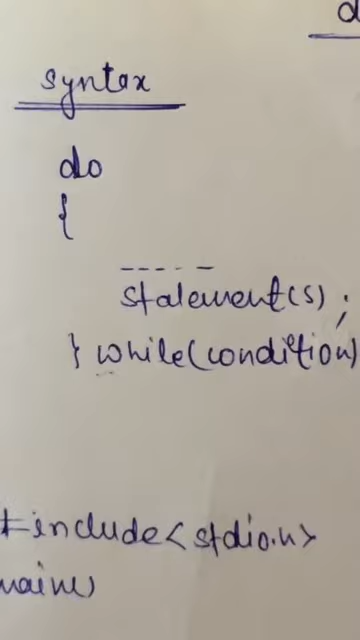 d
syntax
do
{
-----
statement(s);
} while(condition)
#include<stdio.h>
main()